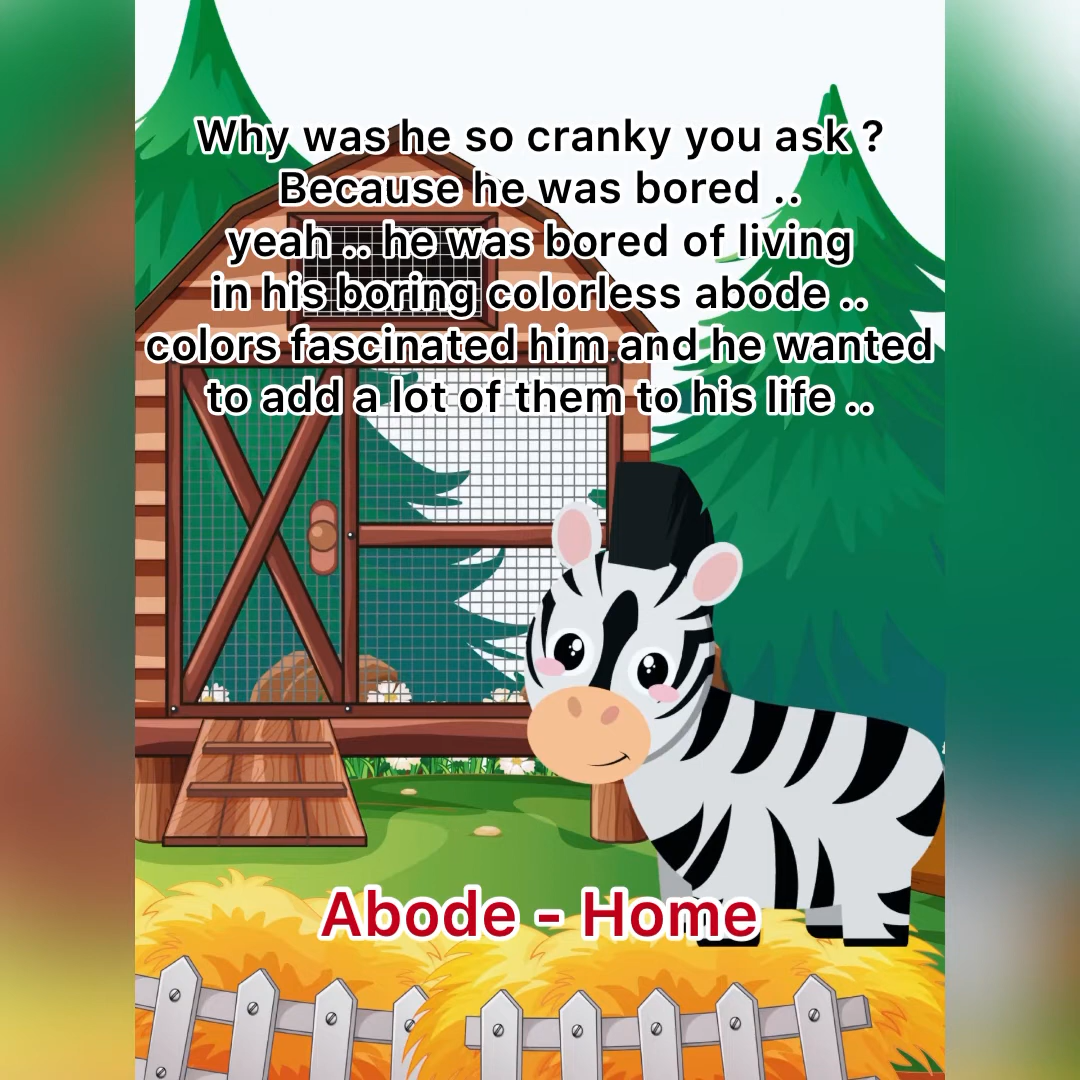 Why was he so cranky you ask ?
Because he was bored ..
yeah .. he was bored of living
in his boring colorless abode ..
colors fascinated him and he wanted
to add a lot of them to his life ..
Abode - Home